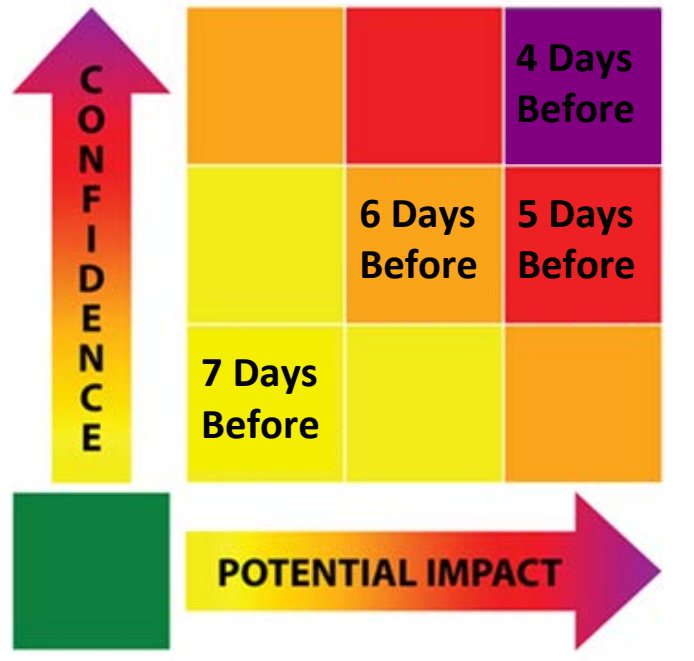 CONFIDENCE
4 Days
Before
6 Days
Before
5 Days
Before
7 Days
Before
POTENTIAL IMPACT